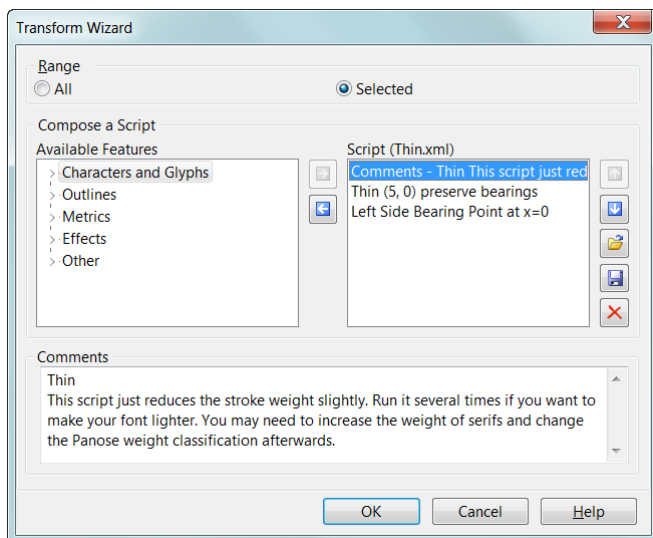 Transform Wizard
Range
All
Selected
Compose a Script
Available Features
Characters and Glyphs
Outlines
Metrics
Effects
Other
Script (Thin.xml)
Comments - Thin This script just red
Thin (5, 0) preserve bearings
Left Side Bearing Point at x=0
Comments
Thin
This script just reduces the stroke weight slightly. Run it several times if you want to
make your font lighter. You may need to increase the weight of serifs and change
the Panose weight classification afterwards.
OK
Cancel
Help